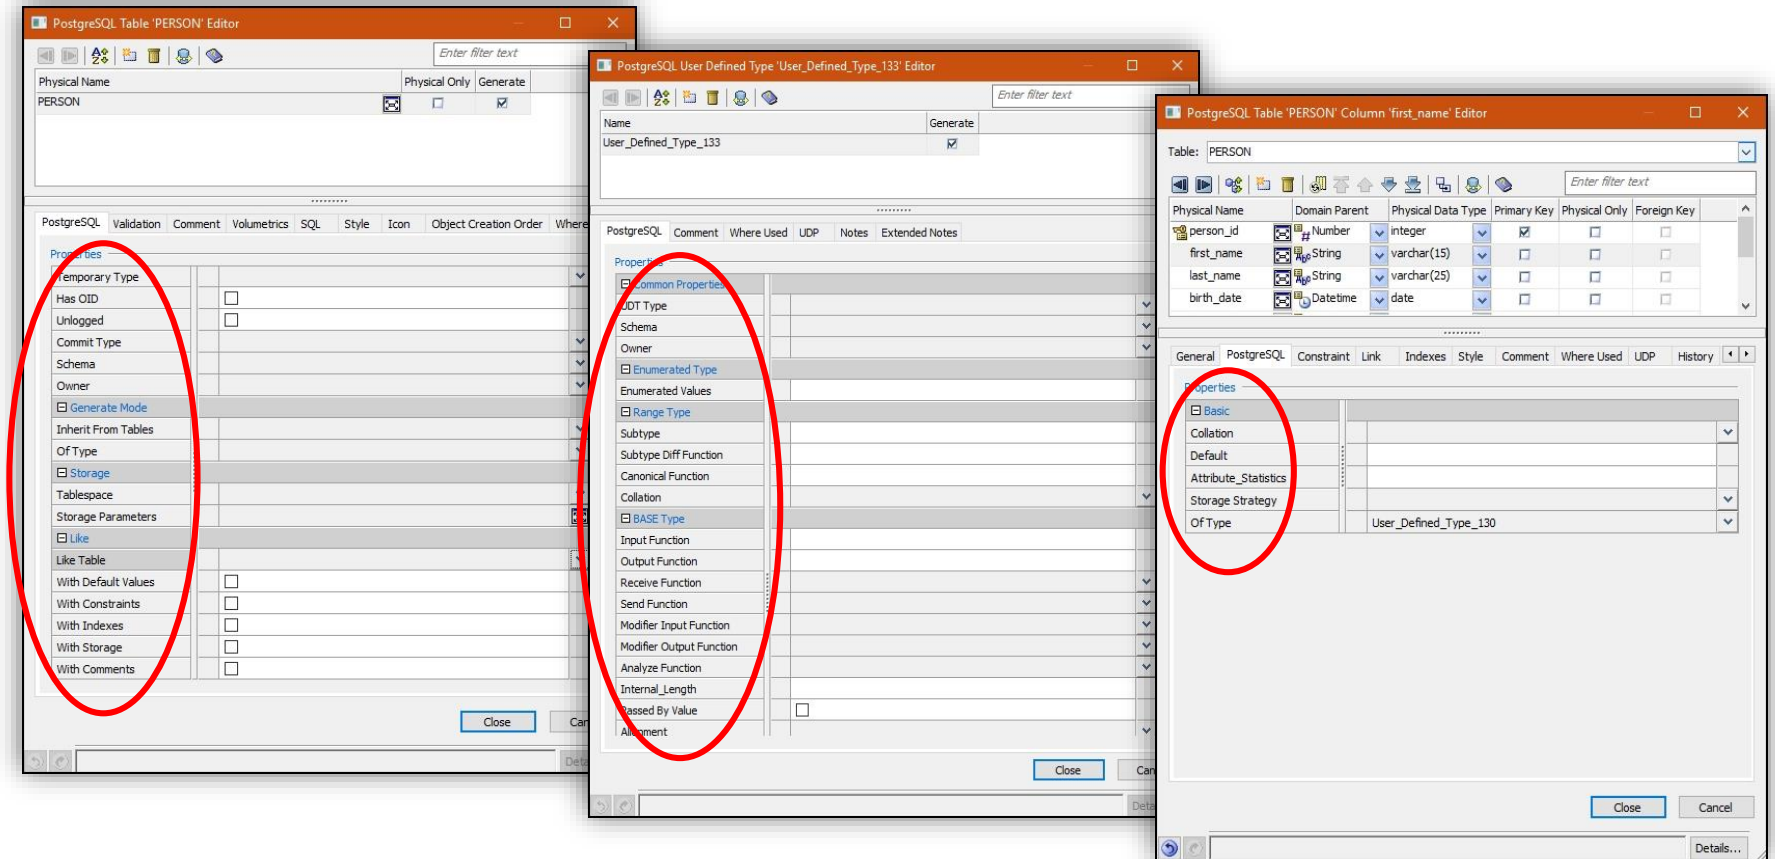 PostgreSQL Table 'PERSON' Editor
Enter filter text
Physical Name Physical Only Generate
PERSON
PostgreSQL Validation Comment Volumetrics SQL Style Icon Object Creation Order Where
Properties
Temporary Type
Has OID
Unlogged
Commit Type
Schema
Owner
Generate Mode
Inherit From Tables
Of Type
Storage
Tablespace
Storage Parameters
Like
Like Table
With Default Values
With Constraints
With Indexes
With Storage
With Comments
Close
PostgreSQL User Defined Type 'User_Defined_Type_133' Editor
Enter filter text
Name Generate
User_Defined_Type_133
PostgreSQL Comment Where Used UDP Notes Extended Notes
Properties
Common Properties
UDT Type
Schema
Owner
Enumerated Type
Enumerated Values
Range Type
Subtype
Subtype Diff Function
Canonical Function
Collation
BASE Type
Input Function
Output Function
Receive Function
Send Function
Modifier Input Function
Modifier Output Function
Analyze Function
Internal_Length
Passed By Value
Alignment
Close
PostgreSQL Table 'PERSON' Column 'first_name' Editor
Table: PERSON
Enter filter text
Physical Name Domain Parent Physical Data Type Primary Key Physical Only Foreign Key
person_id Number integer
first_name String varchar(15)
last_name String varchar(25)
birth_date Datetime date
General PostgreSQL Constraint Link Indexes Style Comment Where Used UDP History
Properties
Basic
Collation
Default
Attribute_Statistics
Storage Strategy
Of Type User_Defined_Type_130
Close Cancel
Details...